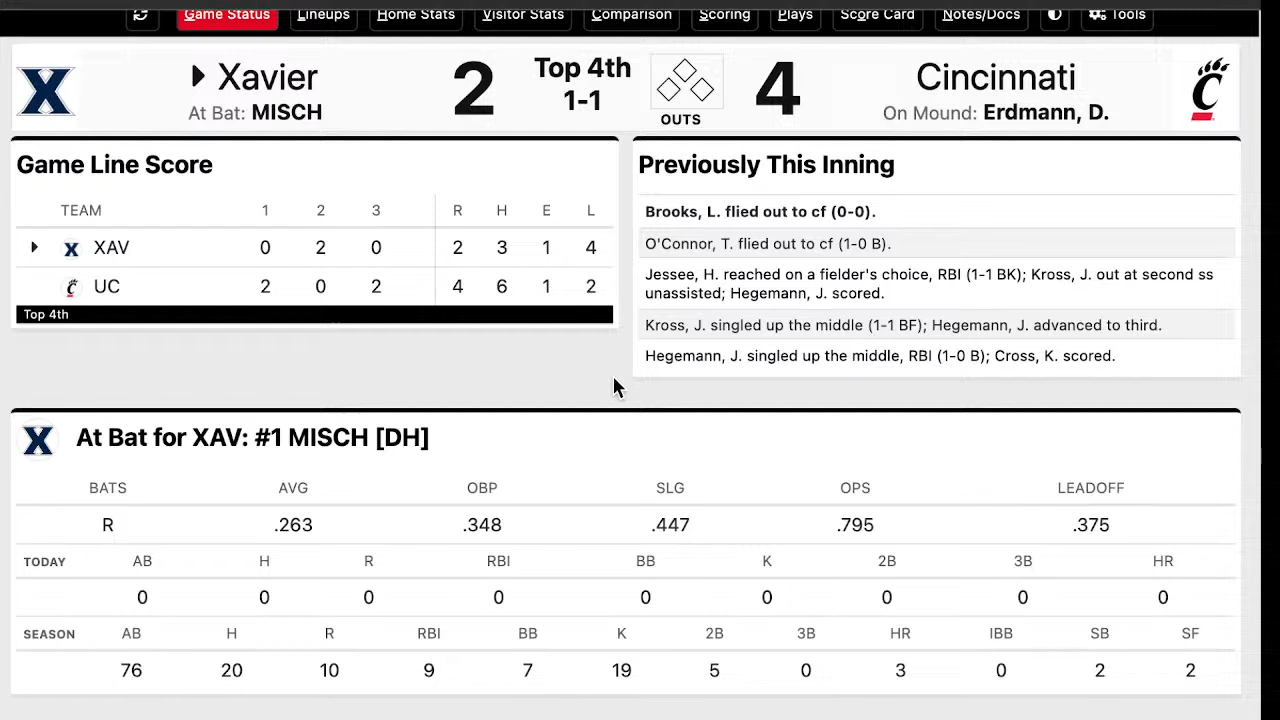 Game Status Lineups Home Stats Visitor Stats Comparison Scoring Plays Score Card Notes/Docs Tools
Xavier 2 Top 4th 4 Cincinnati
At Bat: MISCH 1-1 OUTS On Mound: Erdmann, D.
Game Line Score
TEAM 1 2 3 R H E L
XAV 0 2 0 2 3 1 4
UC 2 0 2 4 6 1 2
Top 4th
Previously This Inning
Brooks, L. flied out to cf (0-0).
O'Connor, T. flied out to cf (1-0 B).
Jessee, H. reached on a fielder's choice, RBI (1-1 BK); Kross, J. out at second ss
unassisted; Hegemann, J. scored.
Kross, J. singled up the middle (1-1 BF); Hegemann, J. advanced to third.
Hegemann, J. singled up the middle, RBI (1-0 B); Cross, K. scored.
At Bat for XAV: #1 MISCH [DH]
BATS AVG OBP SLG OPS LEADOFF
R .263 .348 .447 .795 .375
TODAY AB H R RBI BB K 2B 3B HR
0 0 0 0 0 0 0 0 0
SEASON AB H R RBI BB K 2B 3B HR IBB SB SF
76 20 10 9 7 19 5 0 3 0 2 2